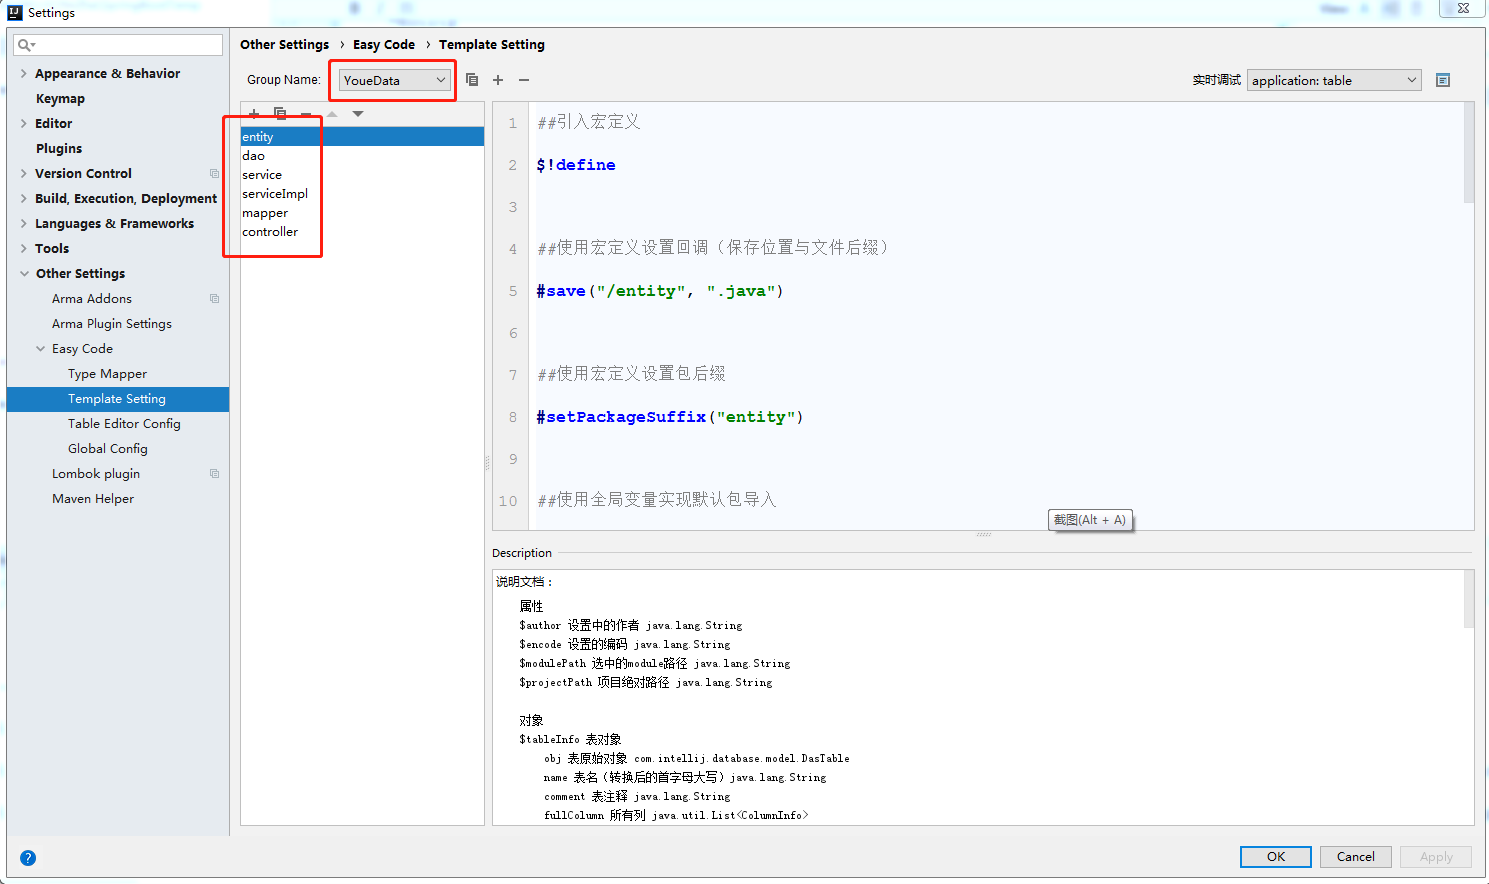 Settings
Appearance & Behavior
Keymap
Editor
Plugins
Version Control
Build, Execution, Deployment
Languages & Frameworks
Tools
Other Settings
Arma Addons
Arma Plugin Settings
Easy Code
Type Mapper
Template Setting
Table Editor Config
Global Config
Lombok plugin
Maven Helper
Other Settings › Easy Code › Template Setting
Group Name: YoueData
实时调试 application: table
entity
dao
service
serviceImpl
mapper
controller
1 ##引入宏定义
2 $!define
3
4 ##使用宏定义设置回调（保存位置与文件后缀）
5 #save("/entity", ".java")
6
7 ##使用宏定义设置包后缀
8 #setPackageSuffix("entity")
9
10 ##使用全局变量实现默认包导入
截图(Alt + A)
Description
说明文档：
属性
$author 设置中的作者 java.lang.String
$encode 设置的编码 java.lang.String
$modulePath 选中的module路径 java.lang.String
$projectPath 项目绝对路径 java.lang.String
对象
$tableInfo 表对象
obj 表原始对象 com.intellij.database.model.DasTable
name 表名（转换后的首字母大写）java.lang.String
comment 表注释 java.lang.String
fullColumn 所有列 java.util.List<ColumnInfo>
?
OK
Cancel
Apply